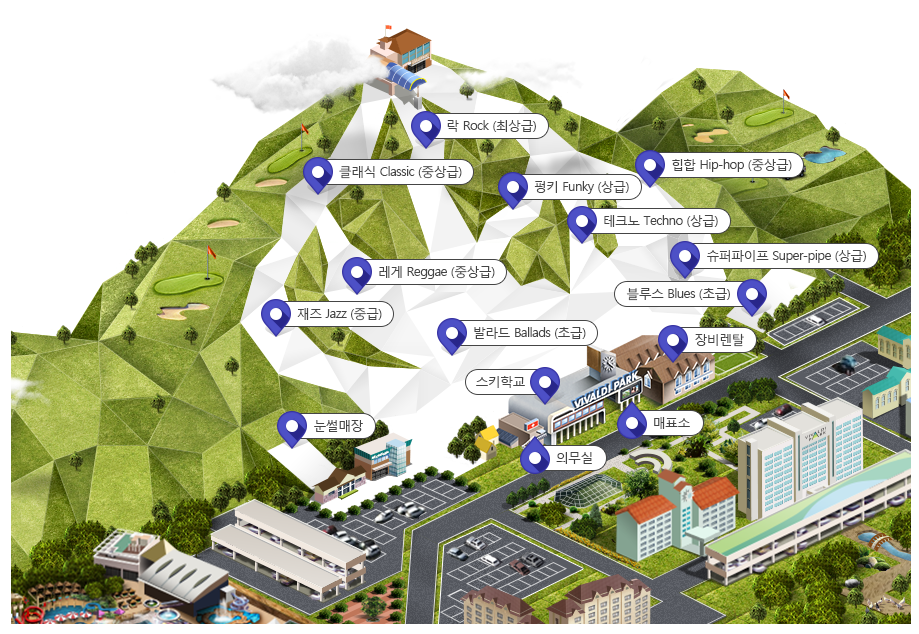 락 Rock (최상급)
클래식 Classic (중상급)
힙합 Hip-hop (중상급)
펑키 Funky (상급)
테크노 Techno (상급)
슈퍼파이프 Super-pipe (상급)
레게 Reggae (중상급)
블루스 Blues (초급)
재즈 Jazz (중급)
발라드 Ballads (초급)
장비렌탈
스키학교
VIVALDI PARK
눈썰매장
매표소
의무실